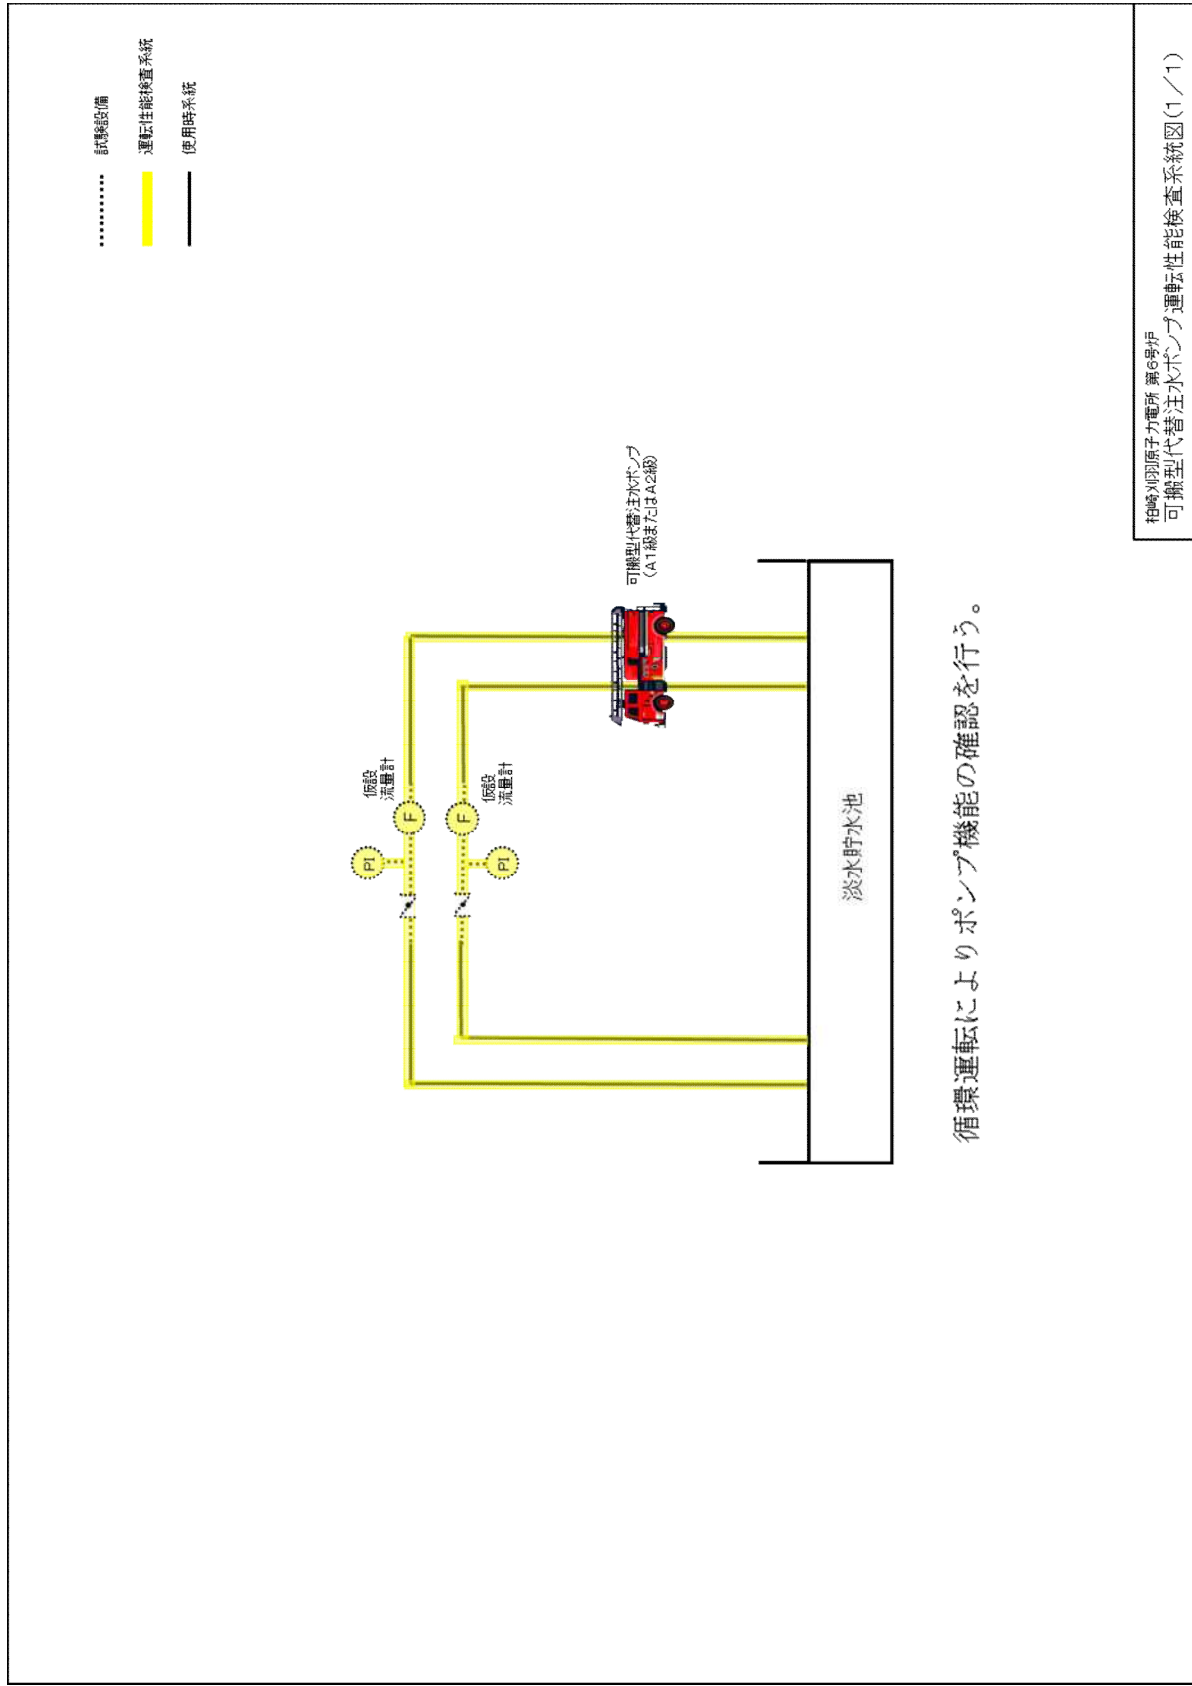 試験設備
運転性能検査系統
使用時系統
仮設
流量計
PI
F
F
仮設
流量計
PI
可搬型代替注水ポンプ
(A1級またはA2級)
淡水貯水池
循環運転によりポンプ機能の確認を行う。
柏崎刈羽原子力電所 第6号炉
可搬型代替注水ポンプ運転性能検査系統図(1/1)